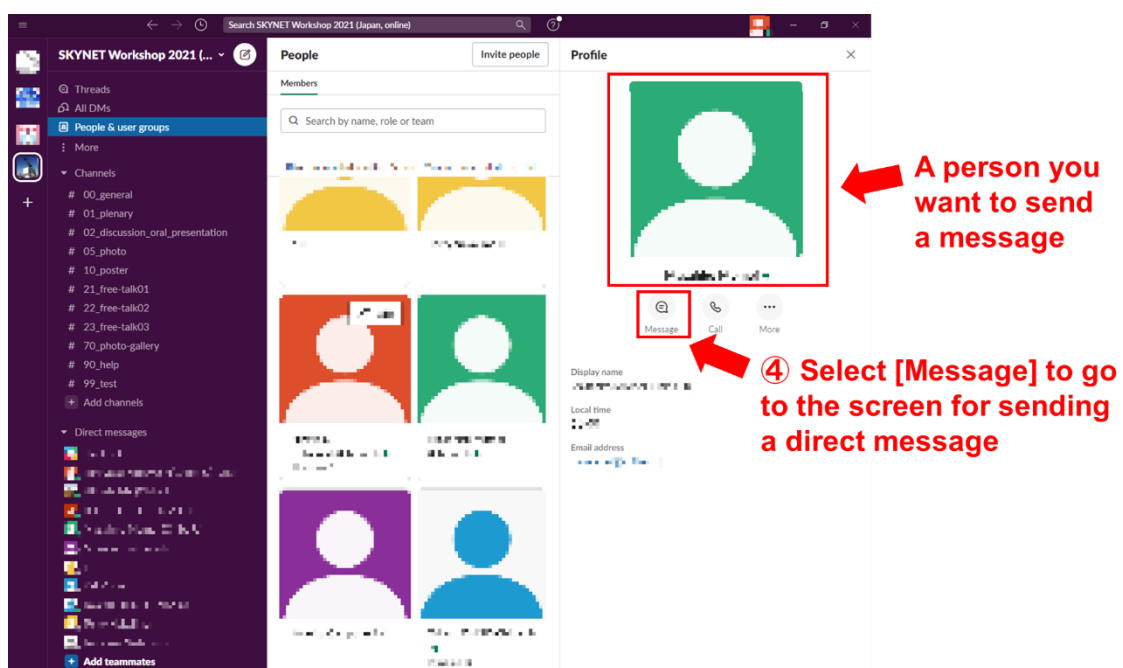 Search SKYNET Workshop 2021 (Japan, online)
SKYNET Workshop 2021 (...
Threads
All DMs
People & user groups
More
Channels
# 00_general
# 01_plenary
# 02_discussion_oral_presentation
# 05_photo
# 10_poster
# 21_free-talk01
# 22_free-talk02
# 23_free-talk03
# 70_photo-gallery
# 90_help
# 99_test
+ Add channels
Direct messages
+ Add teammates
People
Invite people
Members
Search by name, role or team
Profile
Message
Call
More
Display name
Local time
Email address
A person you
want to send
a message
④ Select [Message] to go
to the screen for sending
a direct message